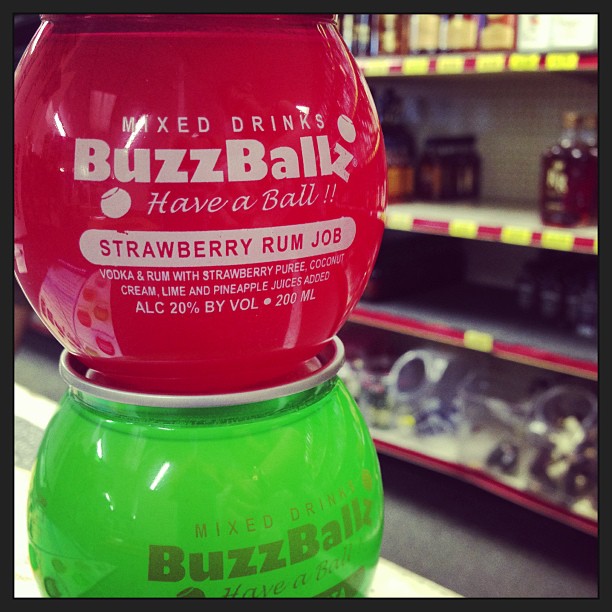 MIXED DRINKS
BuzzBallz
Have a Ball !!
STRAWBERRY RUM JOB
VODKA & RUM WITH STRAWBERRY PUREE, COCONUT
CREAM, LIME AND PINEAPPLE JUICES ADDED
ALC 20% BY VOL • 200 ML
MIXED DRINKS
BuzzBallz
Have a Ball